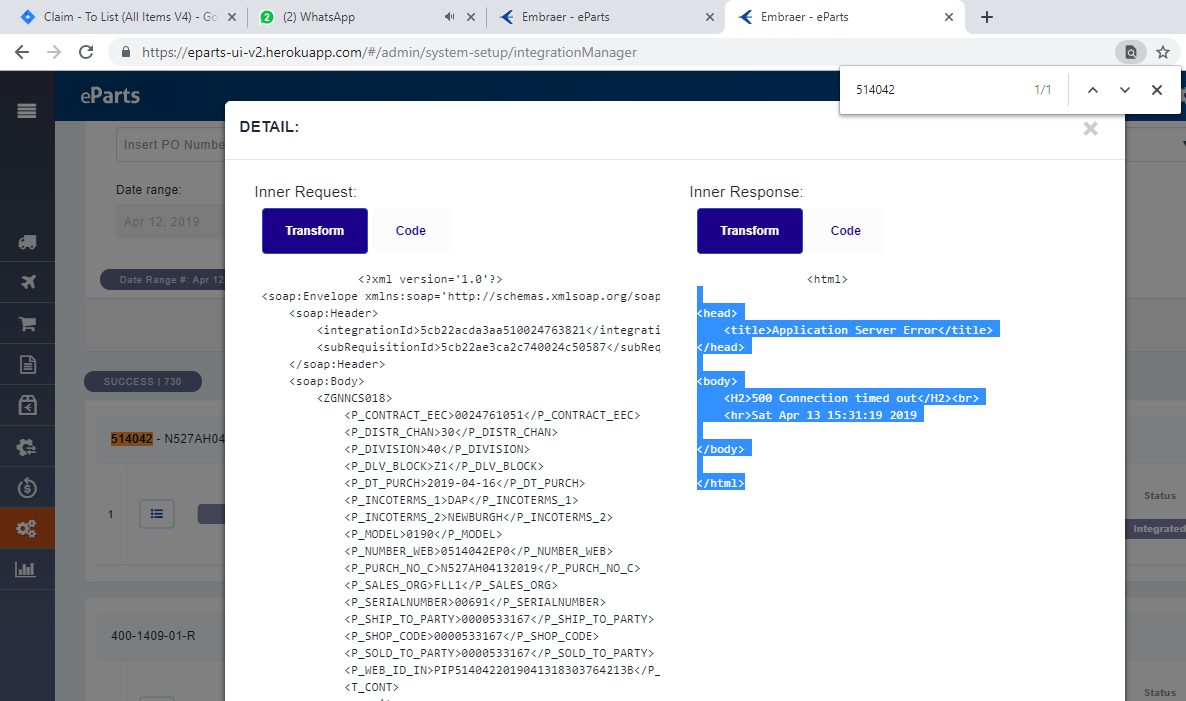 Claim - To List (All Items V4) - Go
2
(2) WhatsApp
Embraer - eParts
Embraer - eParts
https://eparts-ui-v2.herokuapp.com/#/admin/system-setup/integrationManager
514042
1/1
eParts
DETAIL:
Insert PO Numbe
Date range:
Apr 12, 2019
Date Range #: Apr 12
SUCCESS | 730
514042 - N527AH04
1
400-1409-01-R
Inner Request:
Transform
Code
<?xml version='1.0'?>
<soap:Envelope xmlns:soap='http://schemas.xmlsoap.org/soap
<soap:Header>
<integrationId>5cb22acda3aa510024763821</integrati
<subRequisitionId>5cb22ae3ca2c740024c50587</subReq
</soap:Header>
<soap:Body>
<ZGNNCS018>
<P_CONTRACT_EEC>0024761051</P_CONTRACT_EEC>
<P_DISTR_CHAN>30</P_DISTR_CHAN>
<P_DIVISION>40</P_DIVISION>
<P_DLV_BLOCK>Z1</P_DLV_BLOCK>
<P_DT_PURCH>2019-04-16</P_DT_PURCH>
<P_INCOTERMS_1>DAP</P_INCOTERMS_1>
<P_INCOTERMS_2>NEWBURGH</P_INCOTERMS_2>
<P_MODEL>0190</P_MODEL>
<P_NUMBER_WEB>0514042EP0</P_NUMBER_WEB>
<P_PURCH_NO_C>N527AH04132019</P_PURCH_NO_C>
<P_SALES_ORG>FLL1</P_SALES_ORG>
<P_SERIALNUMBER>00691</P_SERIALNUMBER>
<P_SHIP_TO_PARTY>0000533167</P_SHIP_TO_PARTY>
<P_SHOP_CODE>0000533167</P_SHOP_CODE>
<P_SOLD_TO_PARTY>0000533167</P_SOLD_TO_PARTY>
<P_WEB_ID_IN>PIP5140422019041318303764213B</P_
<T_CONT>
Inner Response:
Transform
Code
<html>
<head>
<title>Application Server Error</title>
</head>
<body>
<H2>500 Connection timed out</H2><br>
<hr>Sat Apr 13 15:31:19 2019
</body>
</html>
Status
Integrated
Status